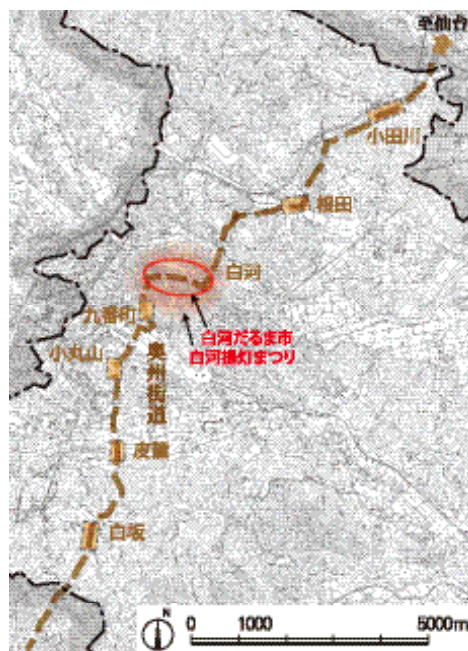 至仙台
小田川
根田
白河
白河だるま市
白河提灯まつり
九番町
小丸山
奥州街道
皮籠
白坂
N
0 1000 5000m